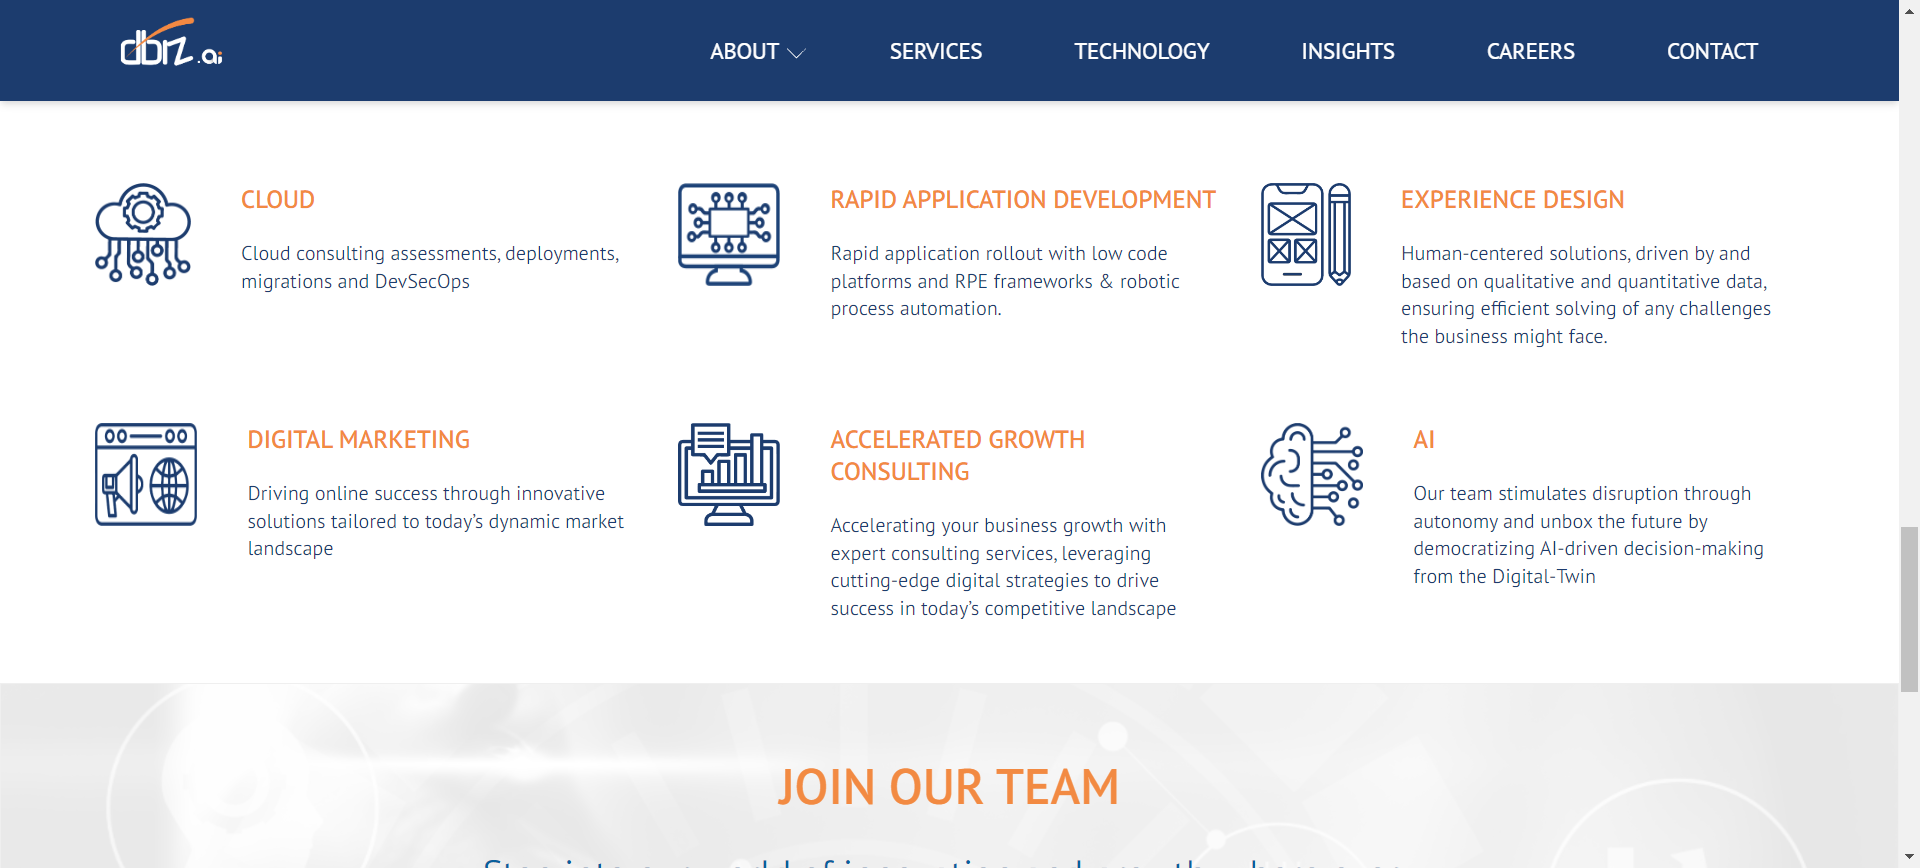 dbiz.ai
ABOUT
SERVICES
TECHNOLOGY
INSIGHTS
CAREERS
CONTACT
CLOUD
Cloud consulting assessments, deployments,
migrations and DevSecOps
RAPID APPLICATION DEVELOPMENT
Rapid application rollout with low code
platforms and RPE frameworks & robotic
process automation.
EXPERIENCE DESIGN
Human-centered solutions, driven by and
based on qualitative and quantitative data,
ensuring efficient solving of any challenges
the business might face.
DIGITAL MARKETING
Driving online success through innovative
solutions tailored to today’s dynamic market
landscape
ACCELERATED GROWTH
CONSULTING
Accelerating your business growth with
expert consulting services, leveraging
cutting-edge digital strategies to drive
success in today’s competitive landscape
AI
Our team stimulates disruption through
autonomy and unbox the future by
democratizing AI-driven decision-making
from the Digital-Twin
JOIN OUR TEAM